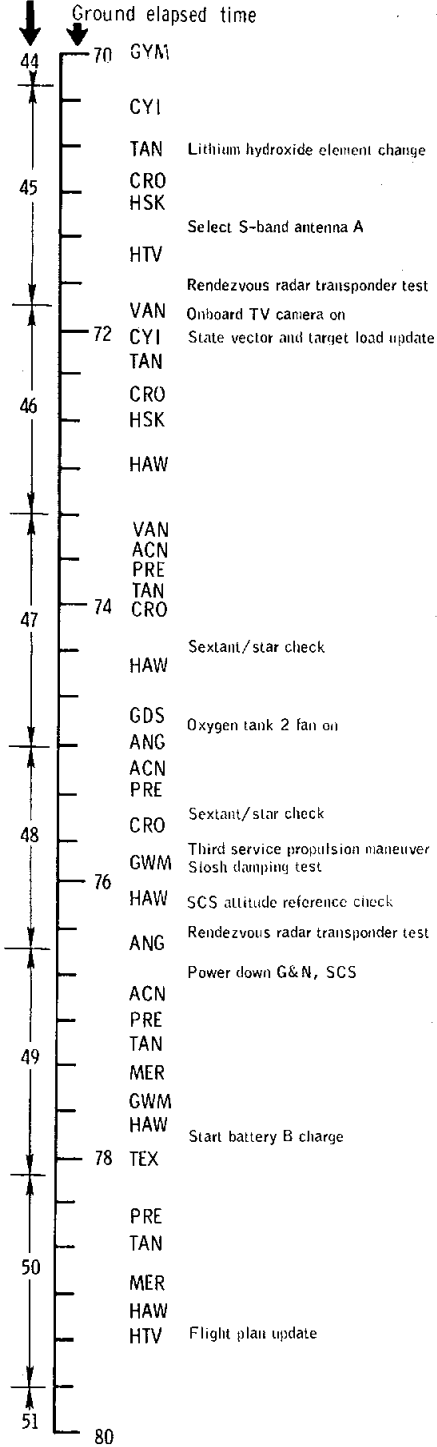 Ground elapsed time
44
70 GYM
CYI
TAN Lithium hydroxide element change
45
CRO
HSK
Select S-band antenna A
HTV
Rendezvous radar transponder test
VAN Onboard TV camera on
72 CYI State vector and target load update
TAN
CRO
46
HSK
HAW
VAN
ACN
PRE
TAN
74 CRO
47
Sextant/star check
HAW
GDS
Oxygen tank 2 fan on
ANG
ACN
PRE
Sextant/star check
CRO
48
Third service propulsion maneuver
GWM Slosh damping test
76
HAW SCS attitude reference check
Rendezvous radar transponder test
ANG
Power down G&N, SCS
ACN
PRE
TAN
49
MER
GWM
HAW
Start battery B charge
78 TEX
PRE
TAN
50
MER
HAW
HTV Flight plan update
51
80